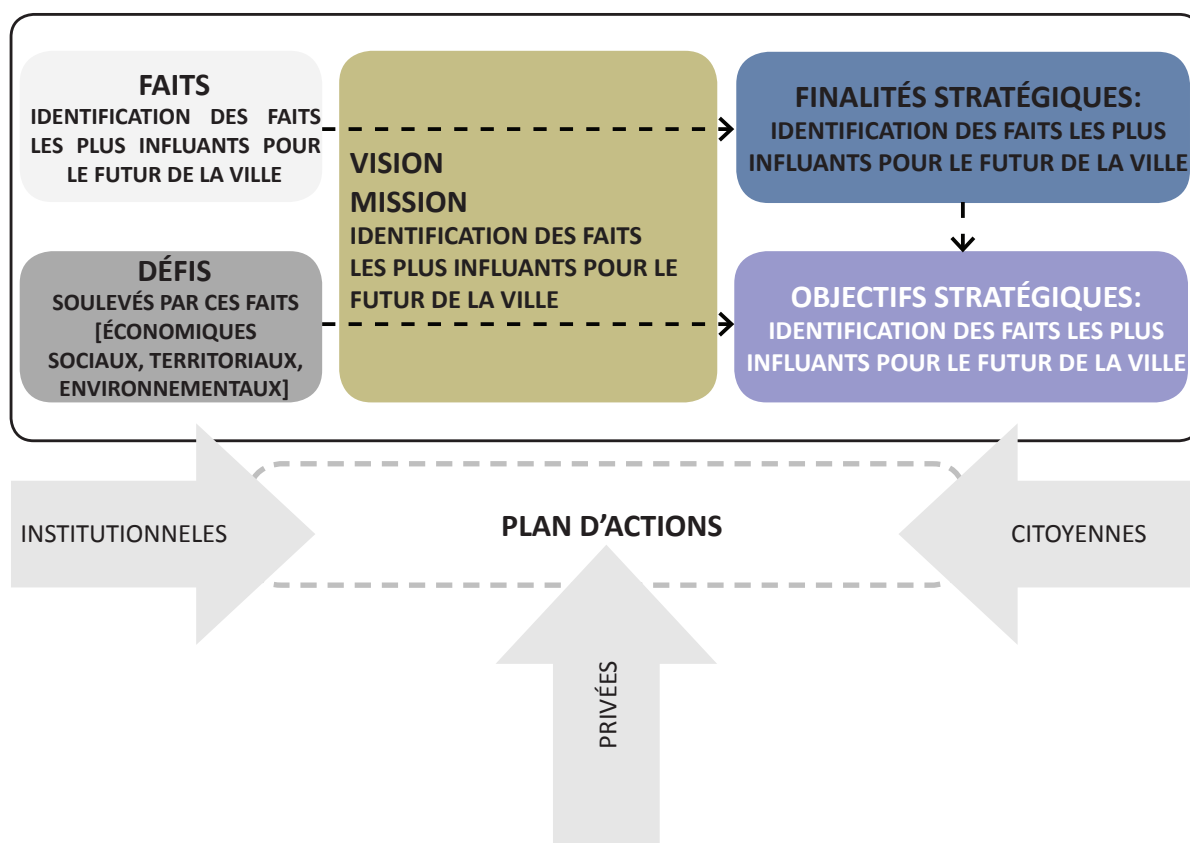 FAITS
IDENTIFICATION DES FAITS
LES PLUS INFLUANTS POUR
LE FUTUR DE LA VILLE
DÉFIS
SOULEVÉS PAR CES FAITS
[ÉCONOMIQUES
SOCIAUX, TERRITORIAUX,
ENVIRONNEMENTAUX]
VISION
MISSION
IDENTIFICATION DES FAITS
LES PLUS INFLUANTS POUR LE
FUTUR DE LA VILLE
FINALITÉS STRATÉGIQUES:
IDENTIFICATION DES FAITS LES PLUS
INFLUANTS POUR LE FUTUR DE LA VILLE
OBJECTIFS STRATÉGIQUES:
IDENTIFICATION DES FAITS LES PLUS
INFLUANTS POUR LE FUTUR DE LA VILLE
INSTITUTIONNELES
PLAN D’ACTIONS
CITOYENNES
PRIVÉES